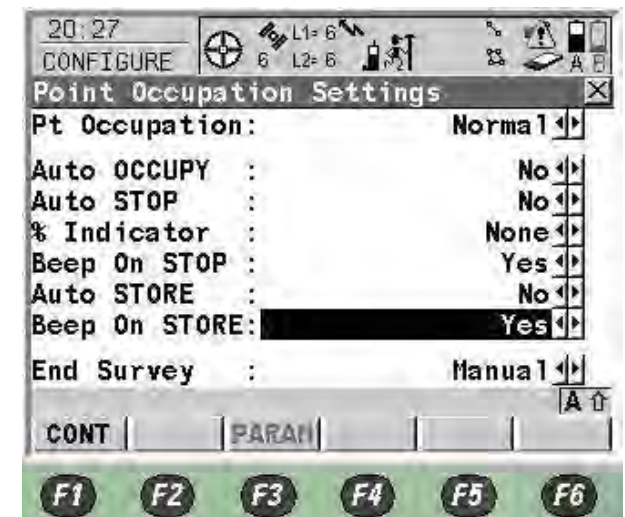 20:27
CONFIGURE
6 L1= 6
L2= 6
A B
Point Occupation Settings
Pt Occupation: Normal
Auto OCCUPY : No
Auto STOP : No
% Indicator : None
Beep On STOP : Yes
Auto STORE : No
Beep On STORE: Yes
End Survey : Manual
A
CONT PARAM
F1 F2 F3 F4 F5 F6